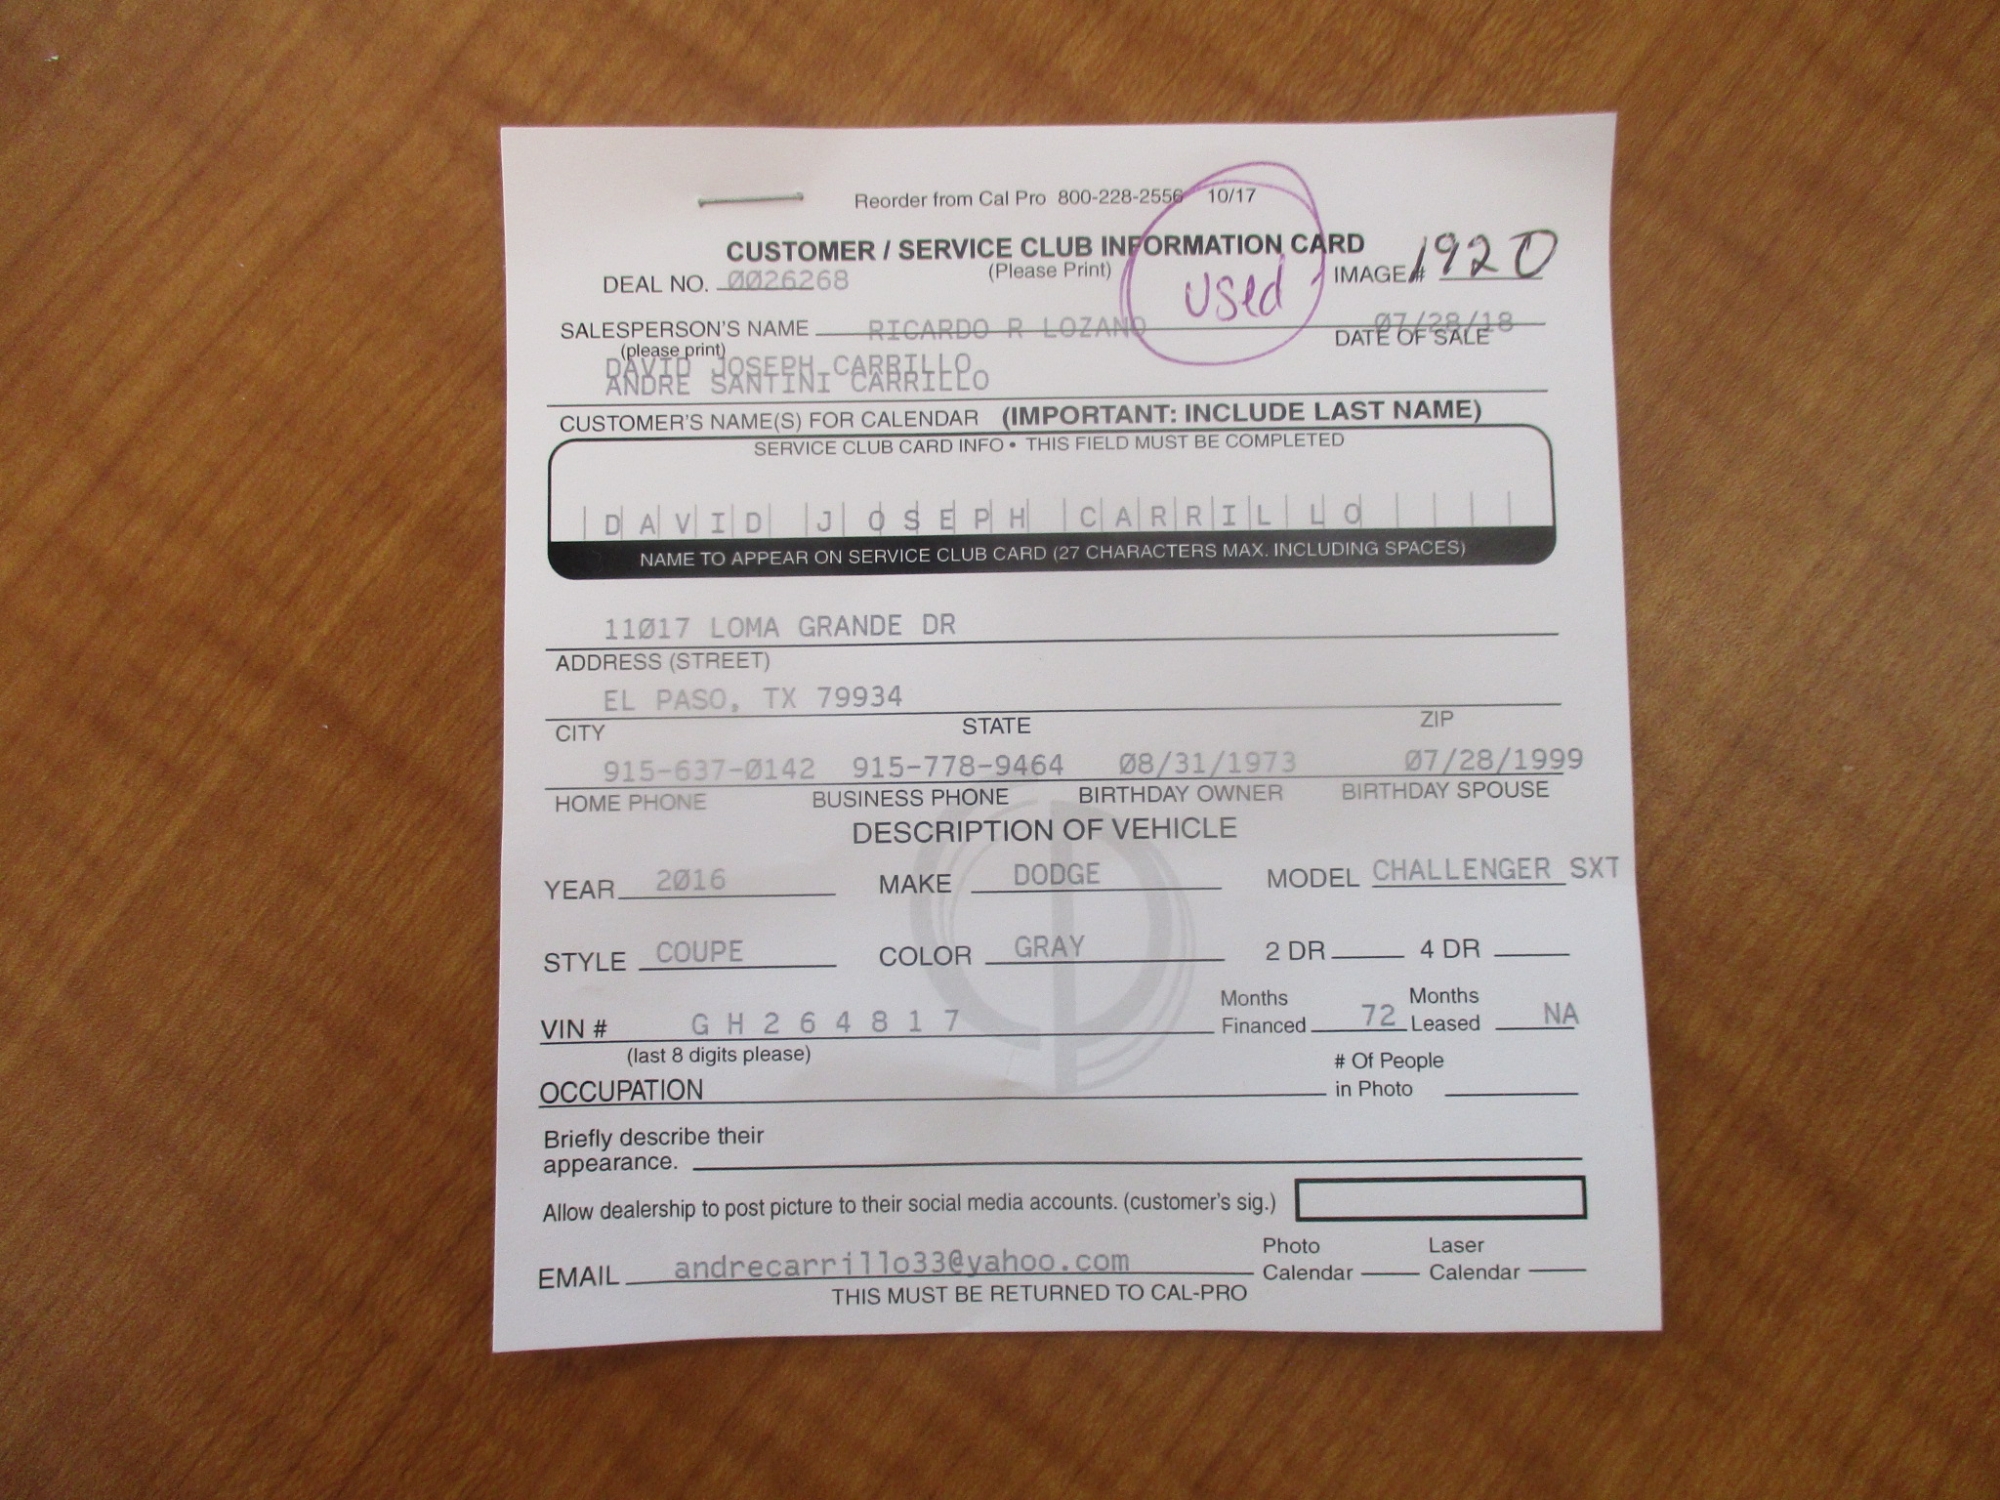 Reorder from Cal Pro 800-228-2556 10/17
CUSTOMER / SERVICE CLUB INFORMATION CARD
(Please Print)
used
IMAGE# 1920
DEAL NO. 0026268
SALESPERSON'S NAME RICARDO R LOZANO
(please print)
07/28/18
DATE OF SALE
DAVID JOSEPH CARRILLO
ANDRE SANTINI CARRILLO
CUSTOMER'S NAME(S) FOR CALENDAR (IMPORTANT: INCLUDE LAST NAME)
SERVICE CLUB CARD INFO • THIS FIELD MUST BE COMPLETED
DAVID JOSEPH CARRILLO
NAME TO APPEAR ON SERVICE CLUB CARD (27 CHARACTERS MAX. INCLUDING SPACES)
11017 LOMA GRANDE DR
ADDRESS (STREET)
EL PASO, TX 79934
CITY STATE ZIP
915-637-0142 915-778-9464 08/31/1973 07/28/1999
HOME PHONE BUSINESS PHONE BIRTHDAY OWNER BIRTHDAY SPOUSE
DESCRIPTION OF VEHICLE
YEAR 2016 MAKE DODGE MODEL CHALLENGER SXT
STYLE COUPE COLOR GRAY 2 DR 4 DR
VIN # G H 2 6 4 8 1 7 Months Financed 72 Months Leased NA
(last 8 digits please)
OCCUPATION # Of People in Photo
Briefly describe their
appearance.
Allow dealership to post picture to their social media accounts. (customer's sig.)
EMAIL andrecarrillo33@yahoo.com Photo Calendar Laser Calendar
THIS MUST BE RETURNED TO CAL-PRO